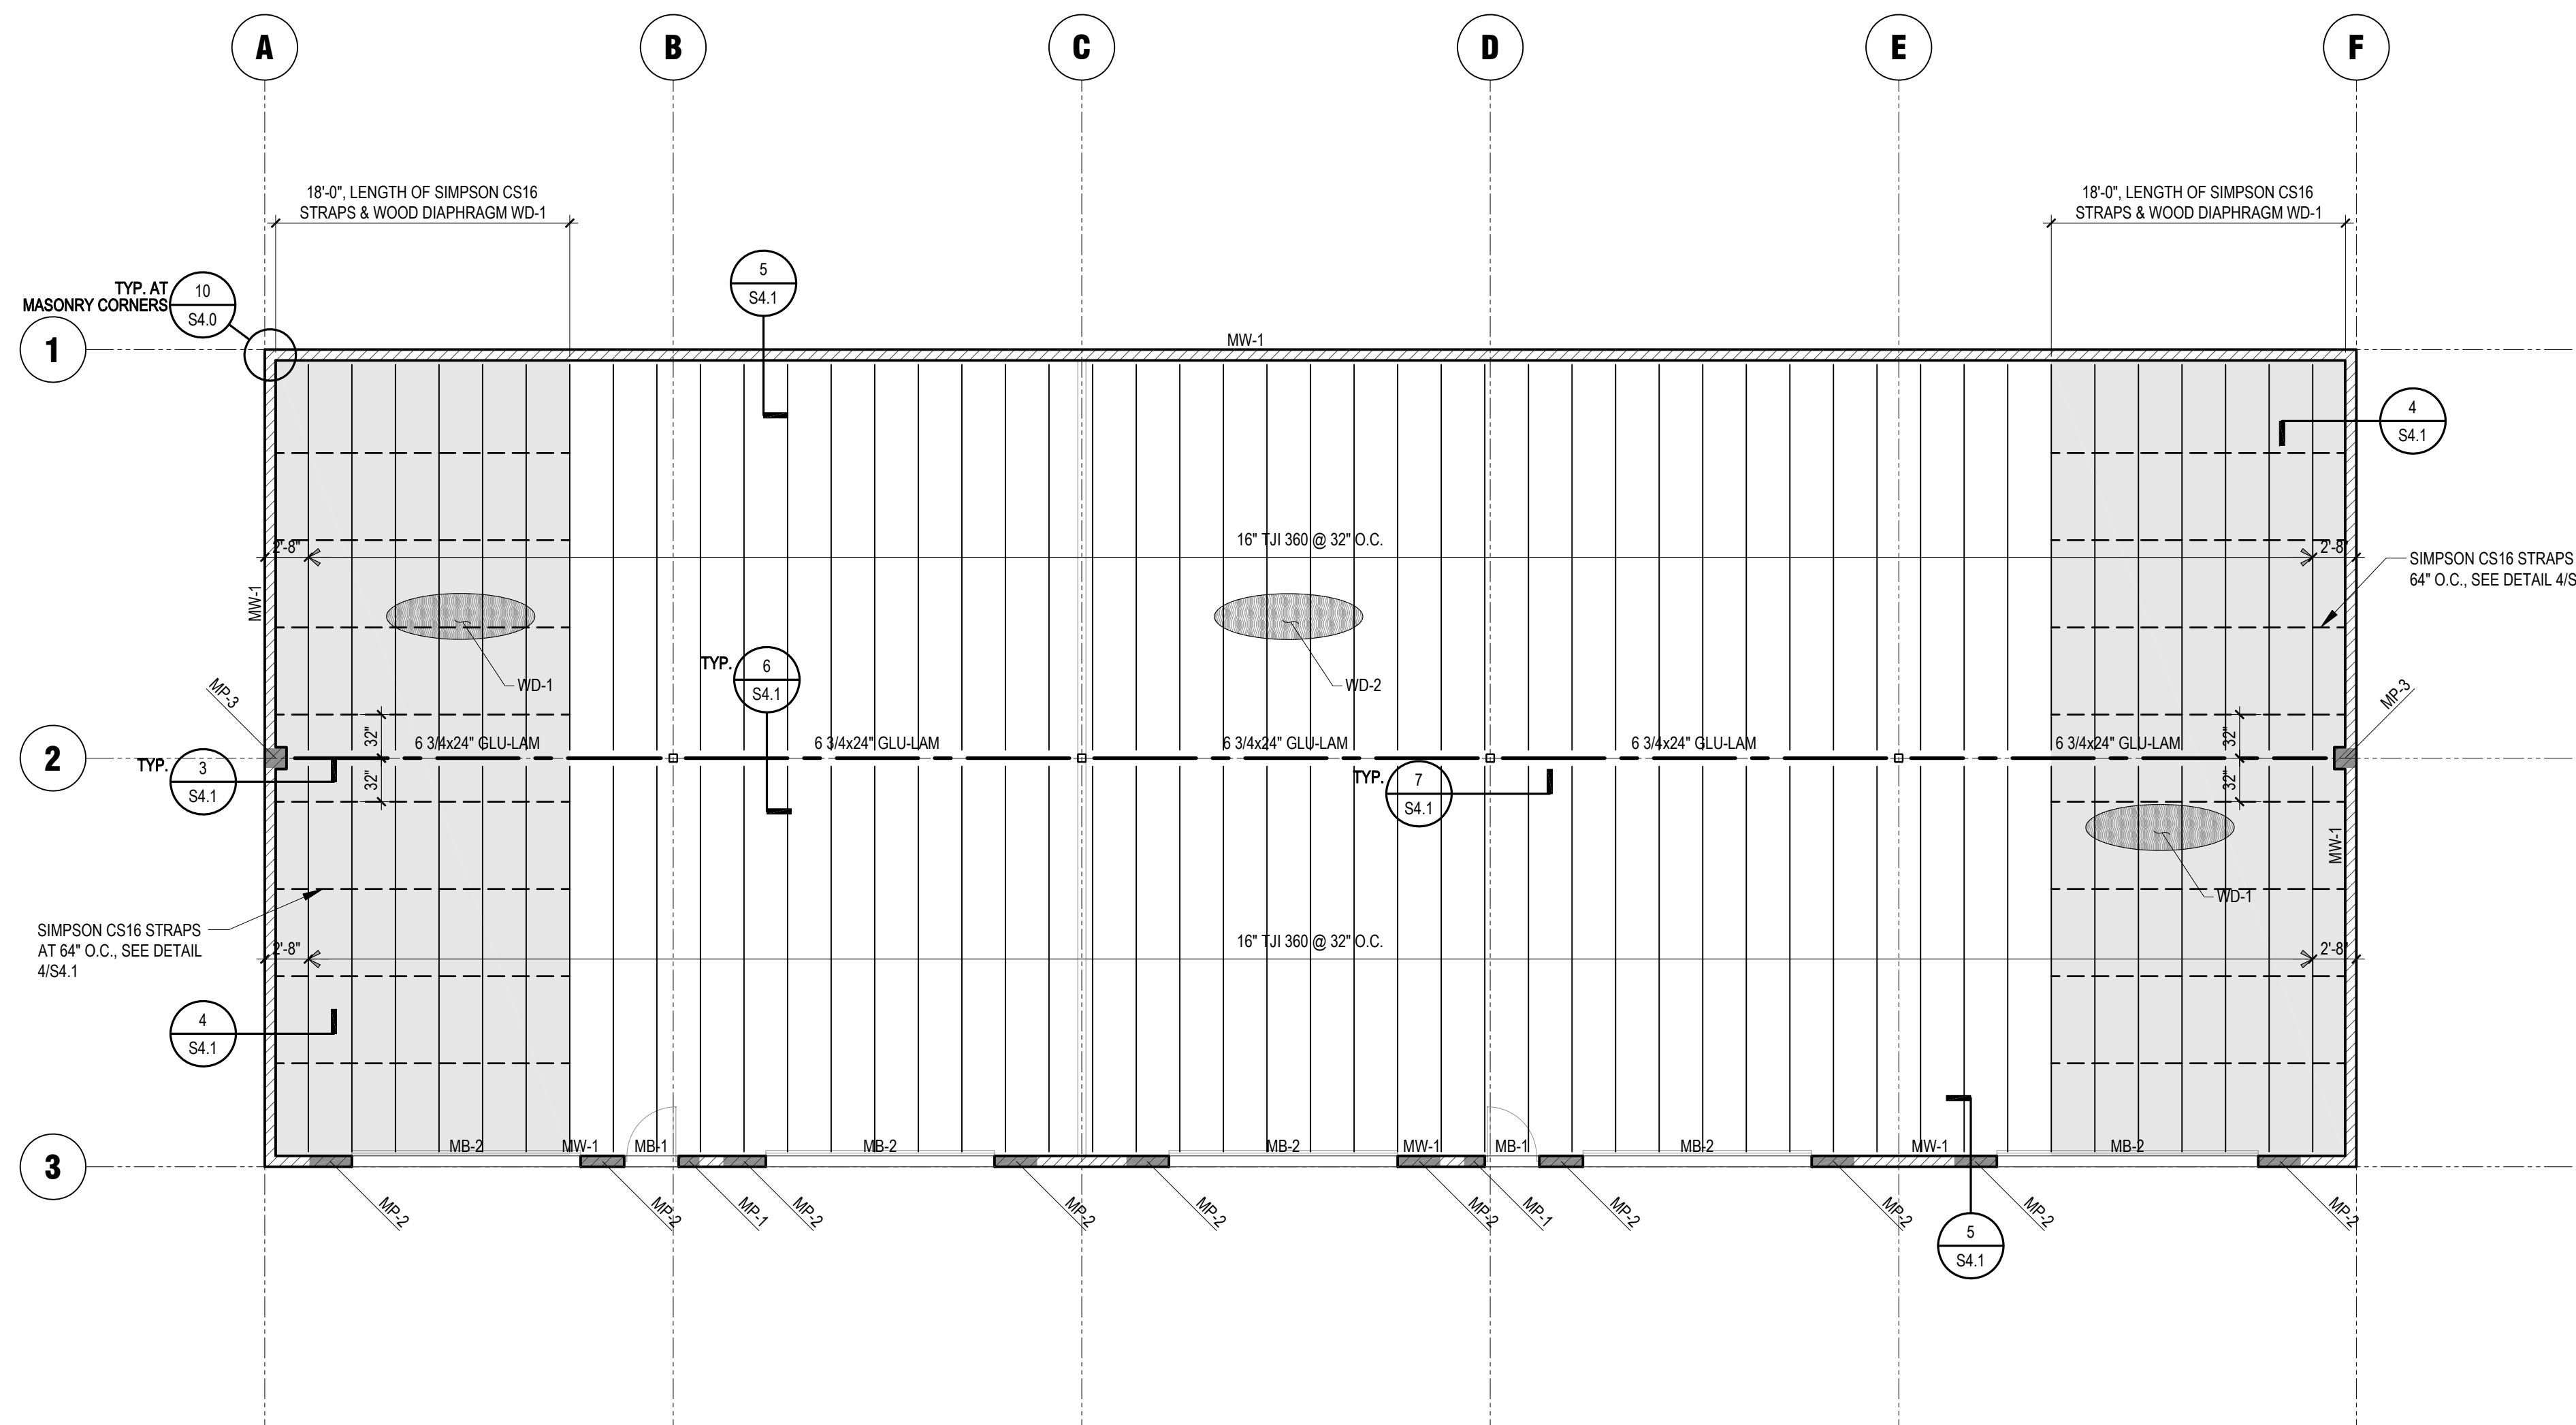 A
B
C
D
E
F
18'-0", LENGTH OF SIMPSON CS16
STRAPS & WOOD DIAPHRAGM WD-1
18'-0", LENGTH OF SIMPSON CS16
STRAPS & WOOD DIAPHRAGM WD-1
TYP. AT
MASONRY CORNERS
10
S4.0
5
S4.1
1
MW-1
4
S4.1
2'-8"
16" TJI 360 @ 32" O.C.
2'-8"
SIMPSON CS16 STRAPS
64" O.C., SEE DETAIL 4/S
MW-1
WD-1
TYP.
6
S4.1
WD-2
MP-3
MP-3
2
TYP.
3
S4.1
32"
32"
6 3/4x24" GLU-LAM
6 3/4x24" GLU-LAM
6 3/4x24" GLU-LAM
6 3/4x24" GLU-LAM
6 3/4x24" GLU-LAM
32"
32"
TYP.
7
S4.1
MW-1
WD-1
SIMPSON CS16 STRAPS
AT 64" O.C., SEE DETAIL
4/S4.1
2'-8"
16" TJI 360 @ 32" O.C.
2'-8"
4
S4.1
3
MB-2
MW-1
MB-1
MB-2
MB-2
MW-1
MB-1
MB-2
MW-1
MB-2
MP-2
MP-2
MP-1
MP-2
MP-2
MP-2
MP-2
MP-1
MP-2
MP-2
MP-2
MP-2
5
S4.1